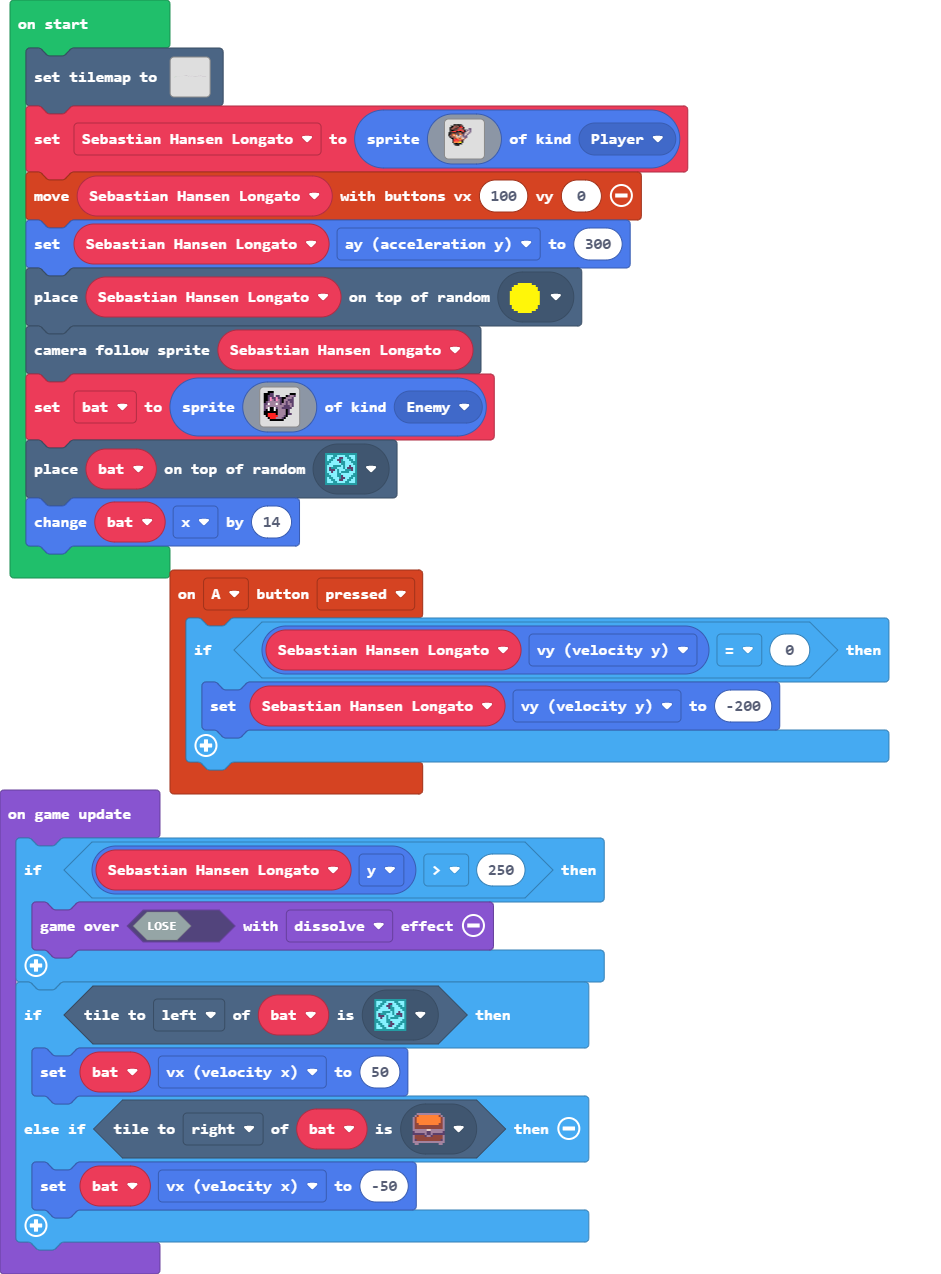 on start
set tilemap to
set Sebastian Hansen Longato to sprite of kind Player
move Sebastian Hansen Longato with buttons vx 100 vy 0
set Sebastian Hansen Longato ay (acceleration y) to 300
place Sebastian Hansen Longato on top of random
camera follow sprite Sebastian Hansen Longato
set bat to sprite of kind Enemy
place bat on top of random
change bat x by 14
on A button pressed
if Sebastian Hansen Longato vy (velocity y) = 0 then
set Sebastian Hansen Longato vy (velocity y) to -200
on game update
if Sebastian Hansen Longato y > 250 then
game over LOSE with dissolve effect
if tile to left of bat is then
set bat vx (velocity x) to 50
else if tile to right of bat is then
set bat vx (velocity x) to -50